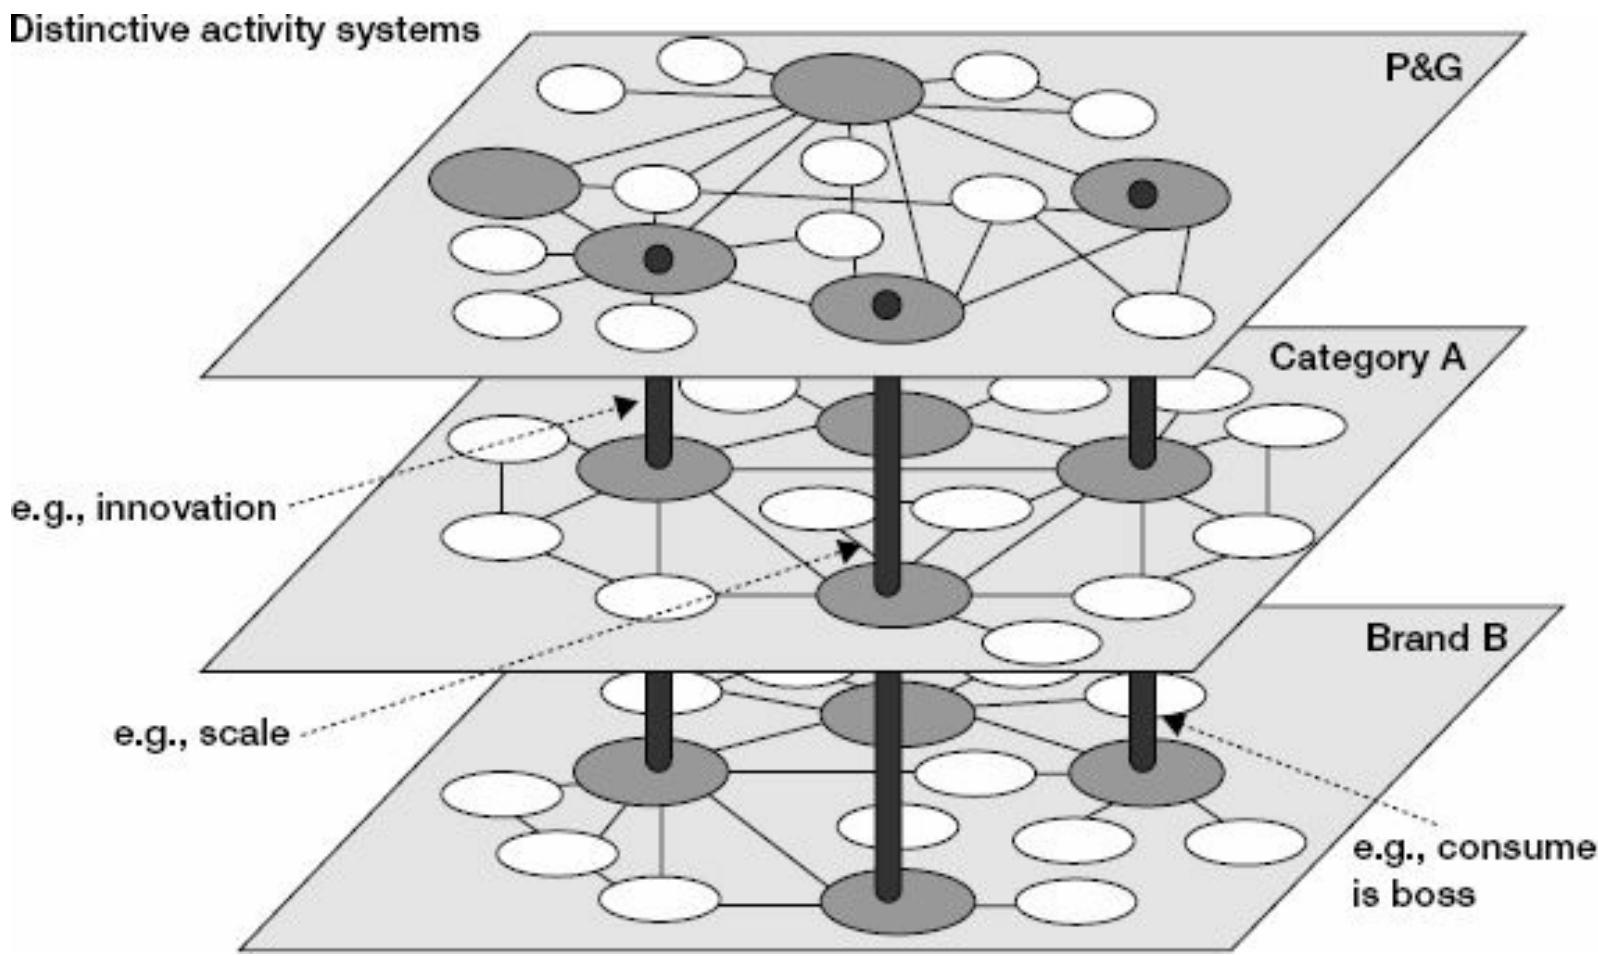 Distinctive activity systems
P&G
Category A
e.g., innovation
Brand B
e.g., scale
e.g., consume
is boss